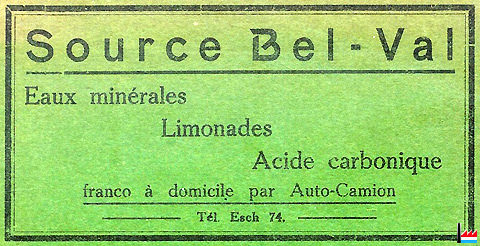 Source Bel-Val
Eaux minérales
Limonades
Acide carbonique
franco à domicile par Auto-Camion
Tél. Esch 74.